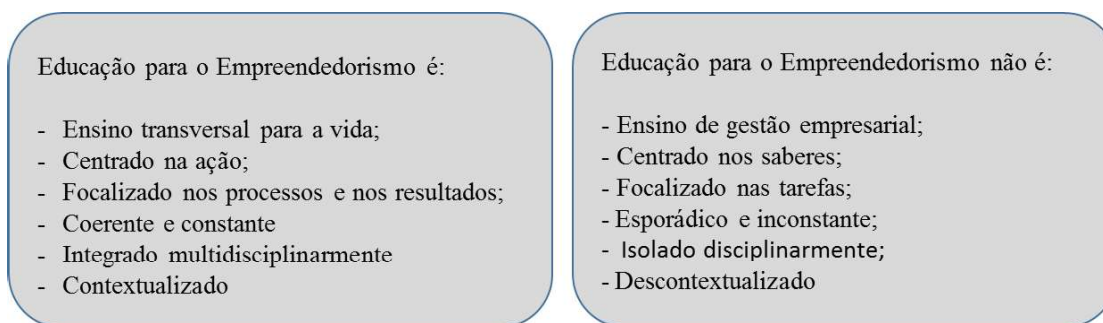 Educação para o Empreendedorismo é:
- Ensino transversal para a vida;
- Centrado na ação;
- Focalizado nos processos e nos resultados;
- Coerente e constante
- Integrado multidisciplinarmente
- Contextualizado
Educação para o Empreendedorismo não é:
- Ensino de gestão empresarial;
- Centrado nos saberes;
- Focalizado nas tarefas;
- Esporádico e inconstante;
- Isolado disciplinarmente;
- Descontextualizado